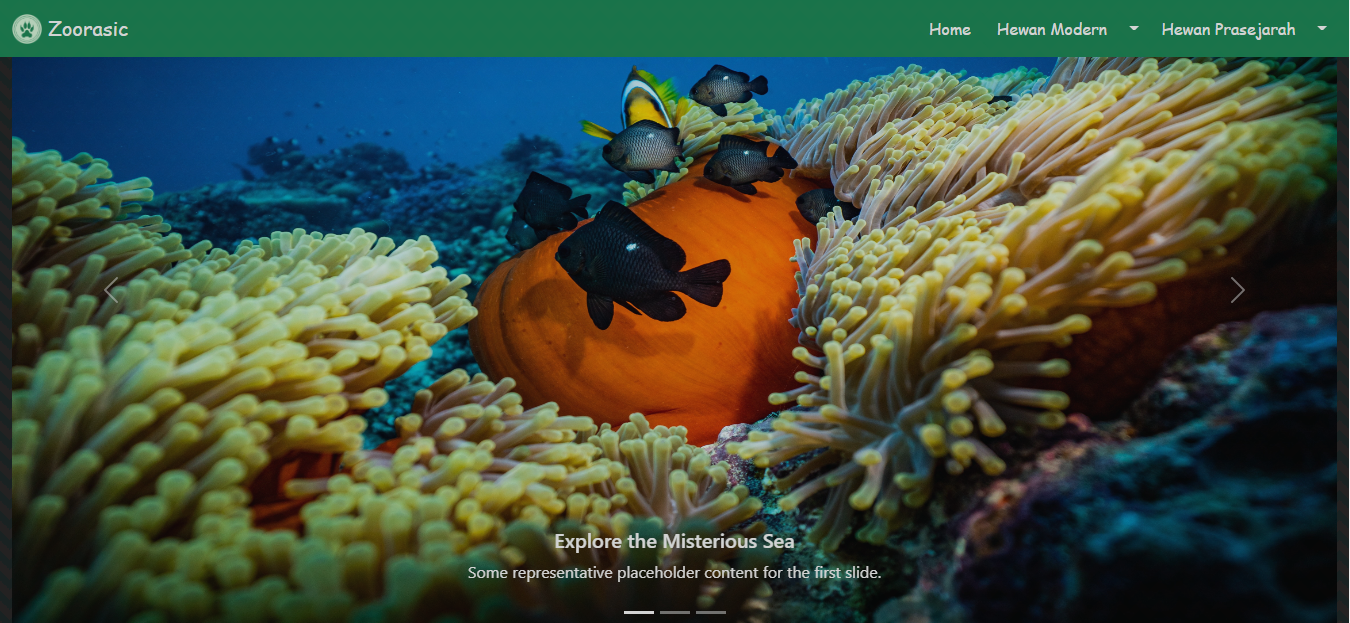 Zoorasic
Home Hewan Modern Hewan Prasejarah
Explore the Misterious Sea
Some representative placeholder content for the first slide.